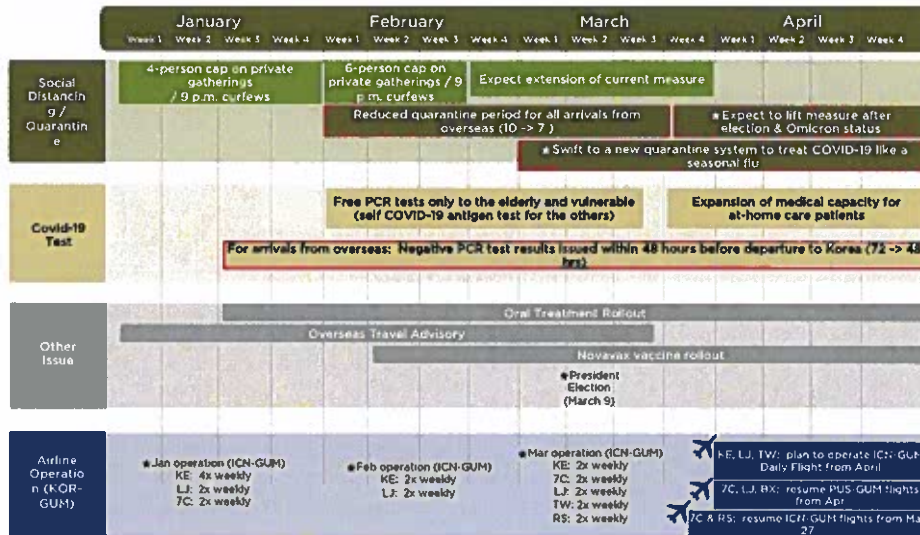 January February March April
Week 1 Week 2 Week 3 Week 4 Week 1 Week 2 Week 3 Week 4 Week 1 Week 2 Week 3 Week 4 Week 1 Week 2 Week 3 Week 4
Social
Distancin
g /
Quarantin
e
4-person cap on private
gatherings
/ 9 p.m. curfews
6-person cap on
private gatherings / 9
p.m. curfews
Expect extension of current measure
Reduced quarantine period for all arrivals from
overseas (10 -> 7 )
★Expect to lift measure after
election & Omicron status
★Swift to a new quarantine system to treat COVID-19 like a
seasonal flu
Covid-19
Test
Free PCR tests only to the elderly and vulnerable
(self COVID-19 antigen test for the others)
Expansion of medical capacity for
at-home care
patients
For arrivals from overseas: Negative PCR test results issued within 48 hours before departure to Korea (72 -> 48
hrs)
Other
Issue
Oral Treatment Rollout
Overseas Travel Advisory
Novavax vaccine rollout
★President
Election
(March 9)
Airline
Operatio
n (KOR-
GUM)
★Jan operation (ICN-GUM)
KE: 4x weekly
LJ: 2x weekly
7C: 2x weekly
★Feb operation (ICN-GUM)
KE: 2x weekly
LJ: 2x weekly
★Mar operation (ICN-GUM)
KE: 2x weekly
7C: 2x weekly
LJ: 2x weekly
TW: 2x weekly
RS: 2x weekly
KE, LJ, TW: plan to operate ICN-GUM
Daily Flight from April
7C, LJ, BX: resume PUS-GUM flights
from Apr
7C & RS: resume ICN-GUM flights from Ma
27